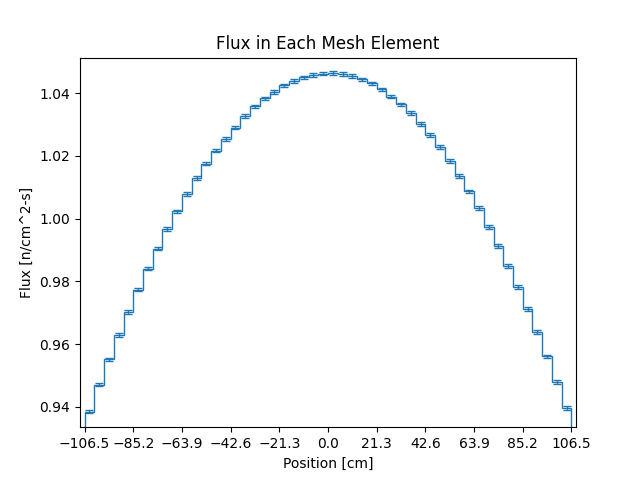 Flux in Each Mesh Element
Flux [n/cm^2-s]
1.04
1.02
1.00
0.98
0.96
0.94
−106.5 −85.2 −63.9 −42.6 −21.3 0.0 21.3 42.6 63.9 85.2 106.5
Position [cm]